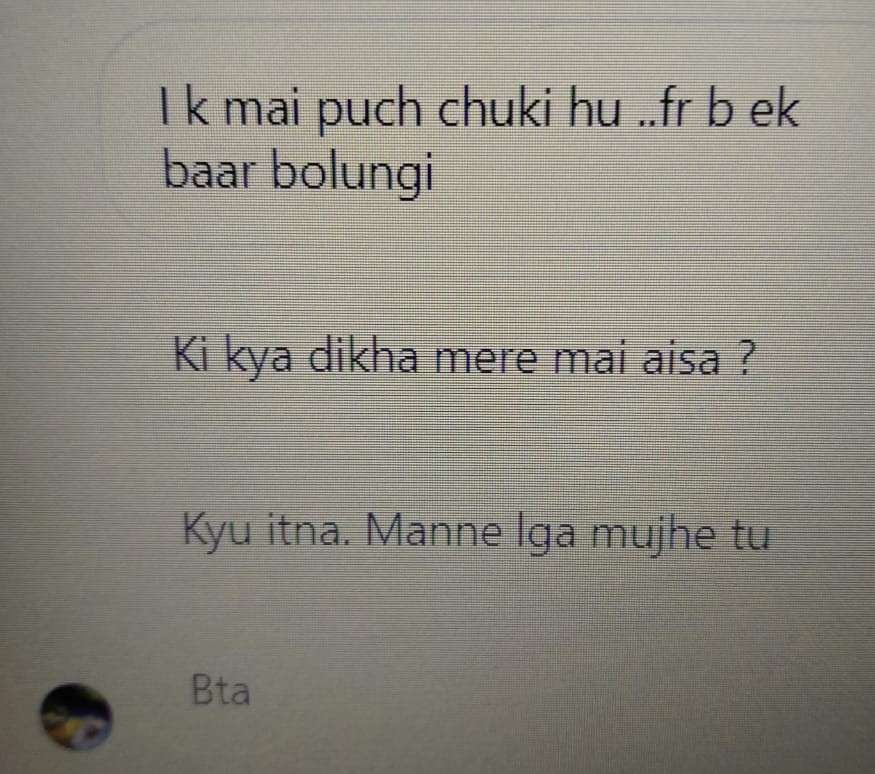 I k mai puch chuki hu ..fr b ek
baar bolungi
Ki kya dikha mere mai aisa ?
Kyu itna. Manne lga mujhe tu
Bta